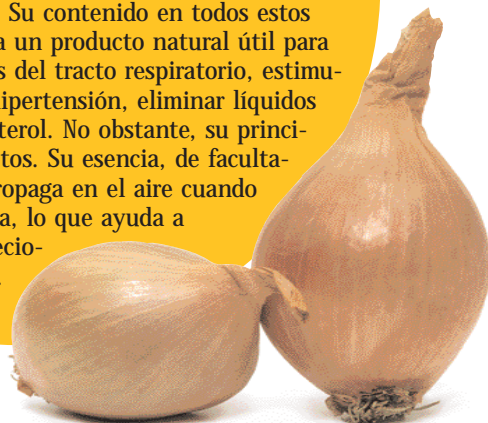 Su contenido en todos estos
a un producto natural útil para
s del tracto respiratorio, estimu-
ipertensión, eliminar líquidos
terol. No obstante, su princi-
tos. Su esencia, de faculta-
ropaga en el aire cuando
a, lo que ayuda a
ecio-